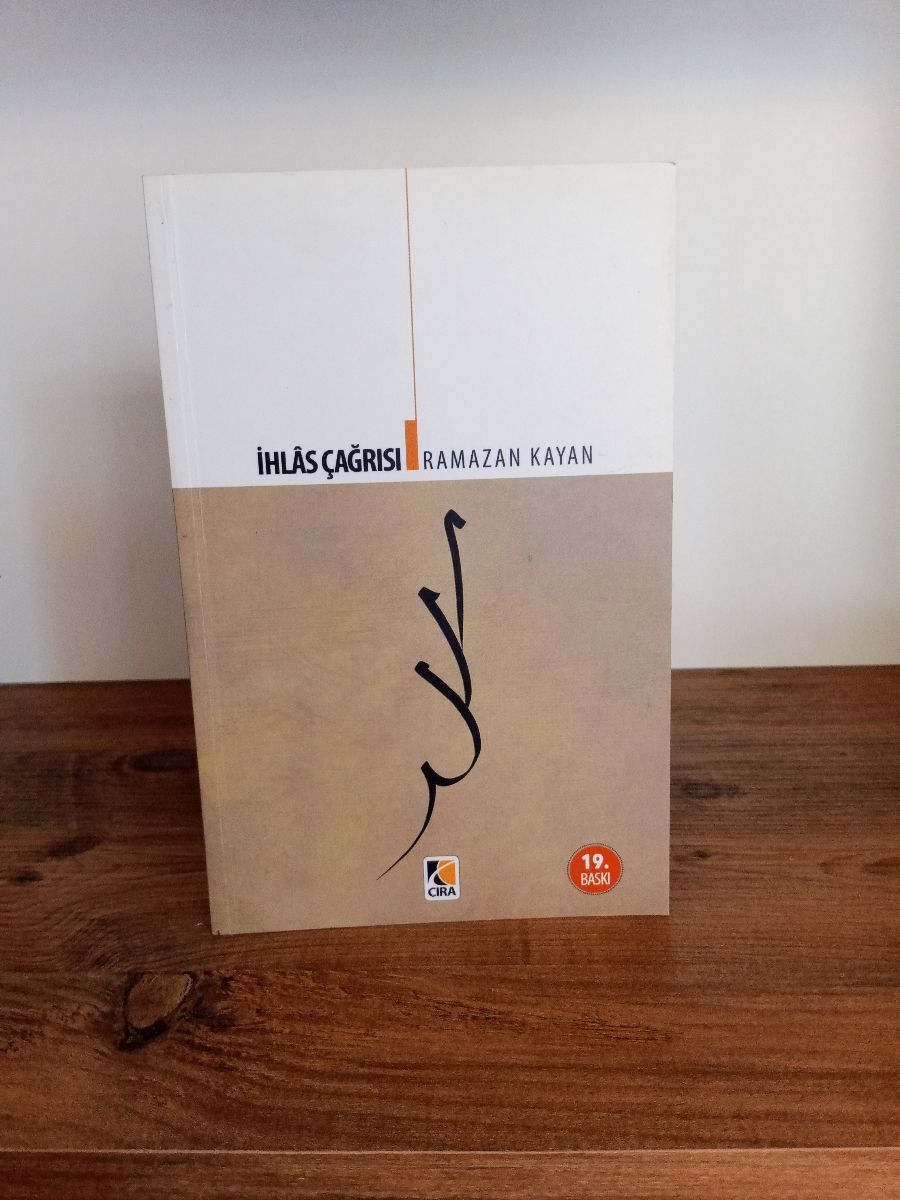 İHLÂS ÇAĞRISI RAMAZAN KAYAN
CIRA
19.
BASKI